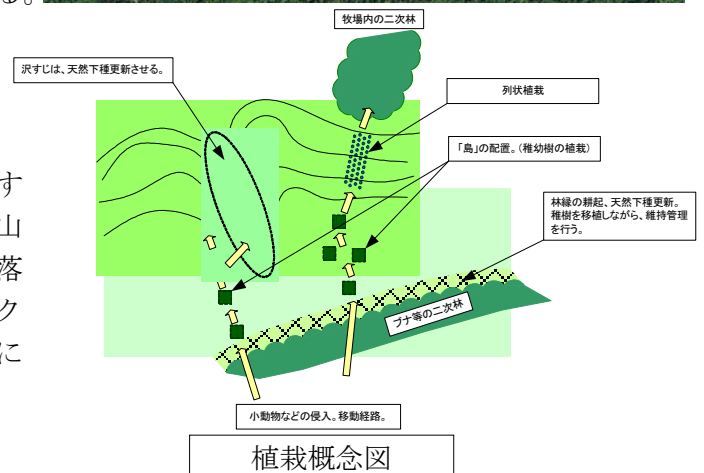 る。
牧場内の二次林
沢すじは、天然下種更新させる。
列状植栽
「島」の配置。(稚幼樹の植栽)
す
山
落
ク
に
林縁の耕起、天然下種更新。
稚樹を移植しながら、維持管理
を行う。
ブナ等の二次林
小動物などの侵入。移動経路。
植栽概念図